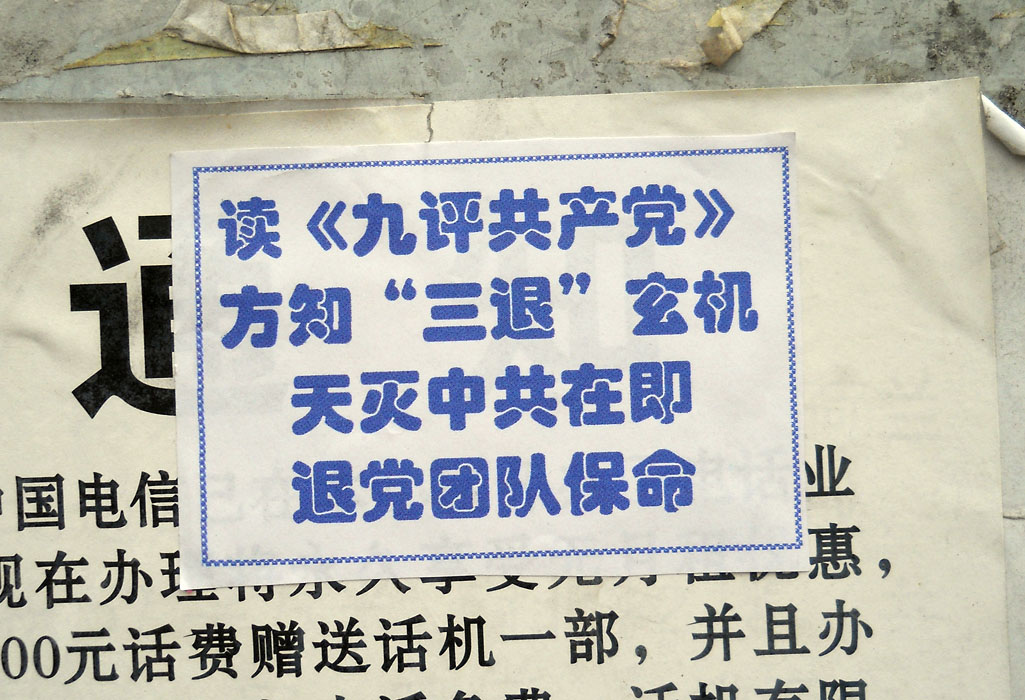 读《九评共产党》
方知“三退”玄机
天灭中共在即
退党团队保命
通
国电信 业
现在办理 惠，
00元话费赠送话机一部，并且办